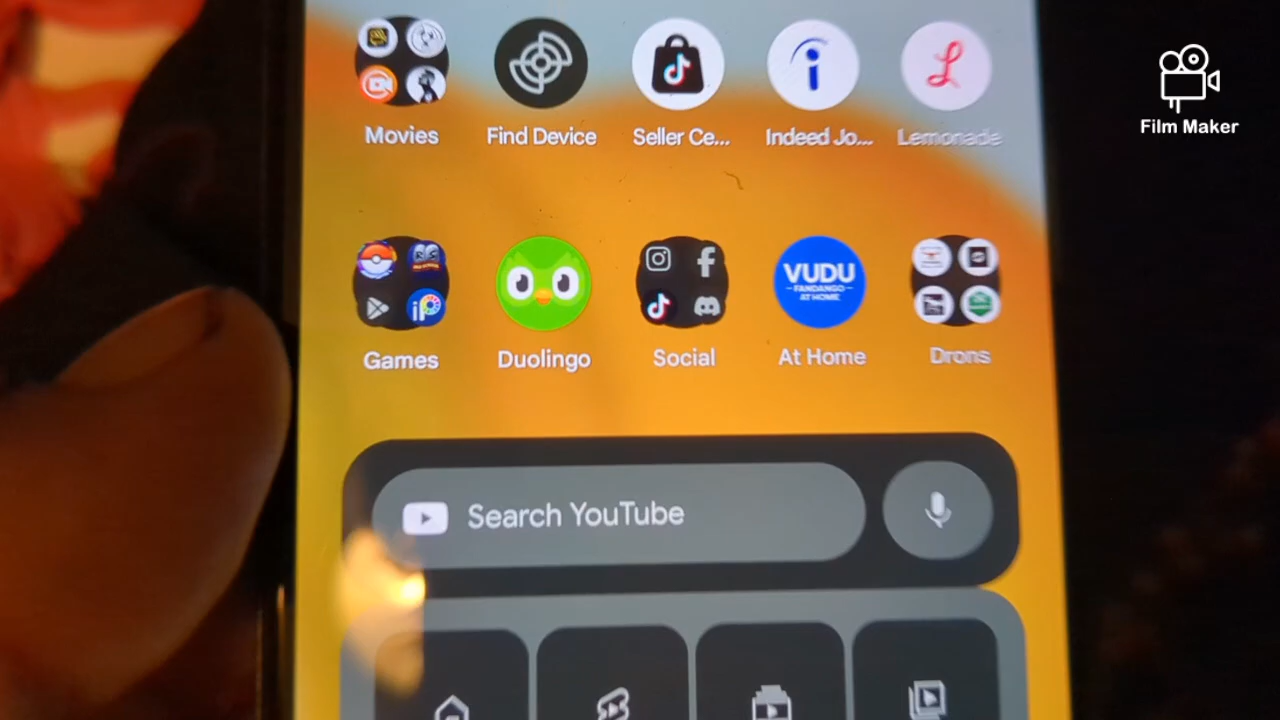 Film Maker
Movies
Find Device
Seller Ce...
Indeed Jo...
Lemonade
VUDU
FANDANGO
AT HOME
Games
Duolingo
Social
At Home
Drons
Search YouTube